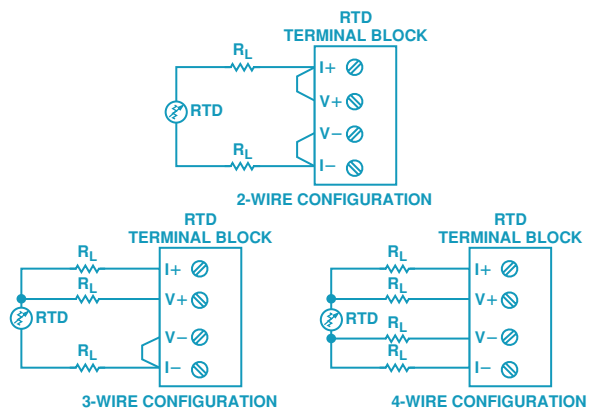 RTD
TERMINAL BLOCK
RL
I+
V+
RTD
V−
RL
I−
2-WIRE CONFIGURATION
RTD
TERMINAL BLOCK
RL
I+
RL
V+
RTD
V−
RL
I−
3-WIRE CONFIGURATION
RTD
TERMINAL BLOCK
RL
I+
RL
V+
RTD
RL
V−
RL
I−
4-WIRE CONFIGURATION